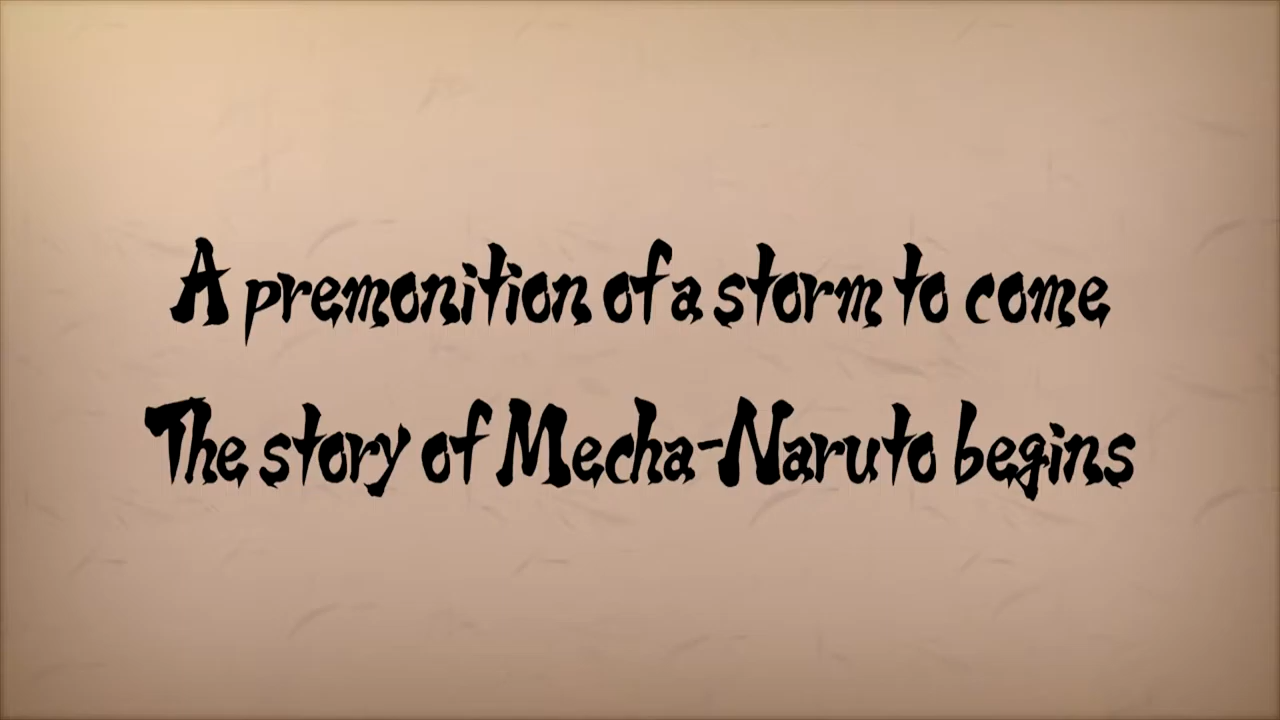 A premonition of a storm to come
The story of Mecha-Naruto begins